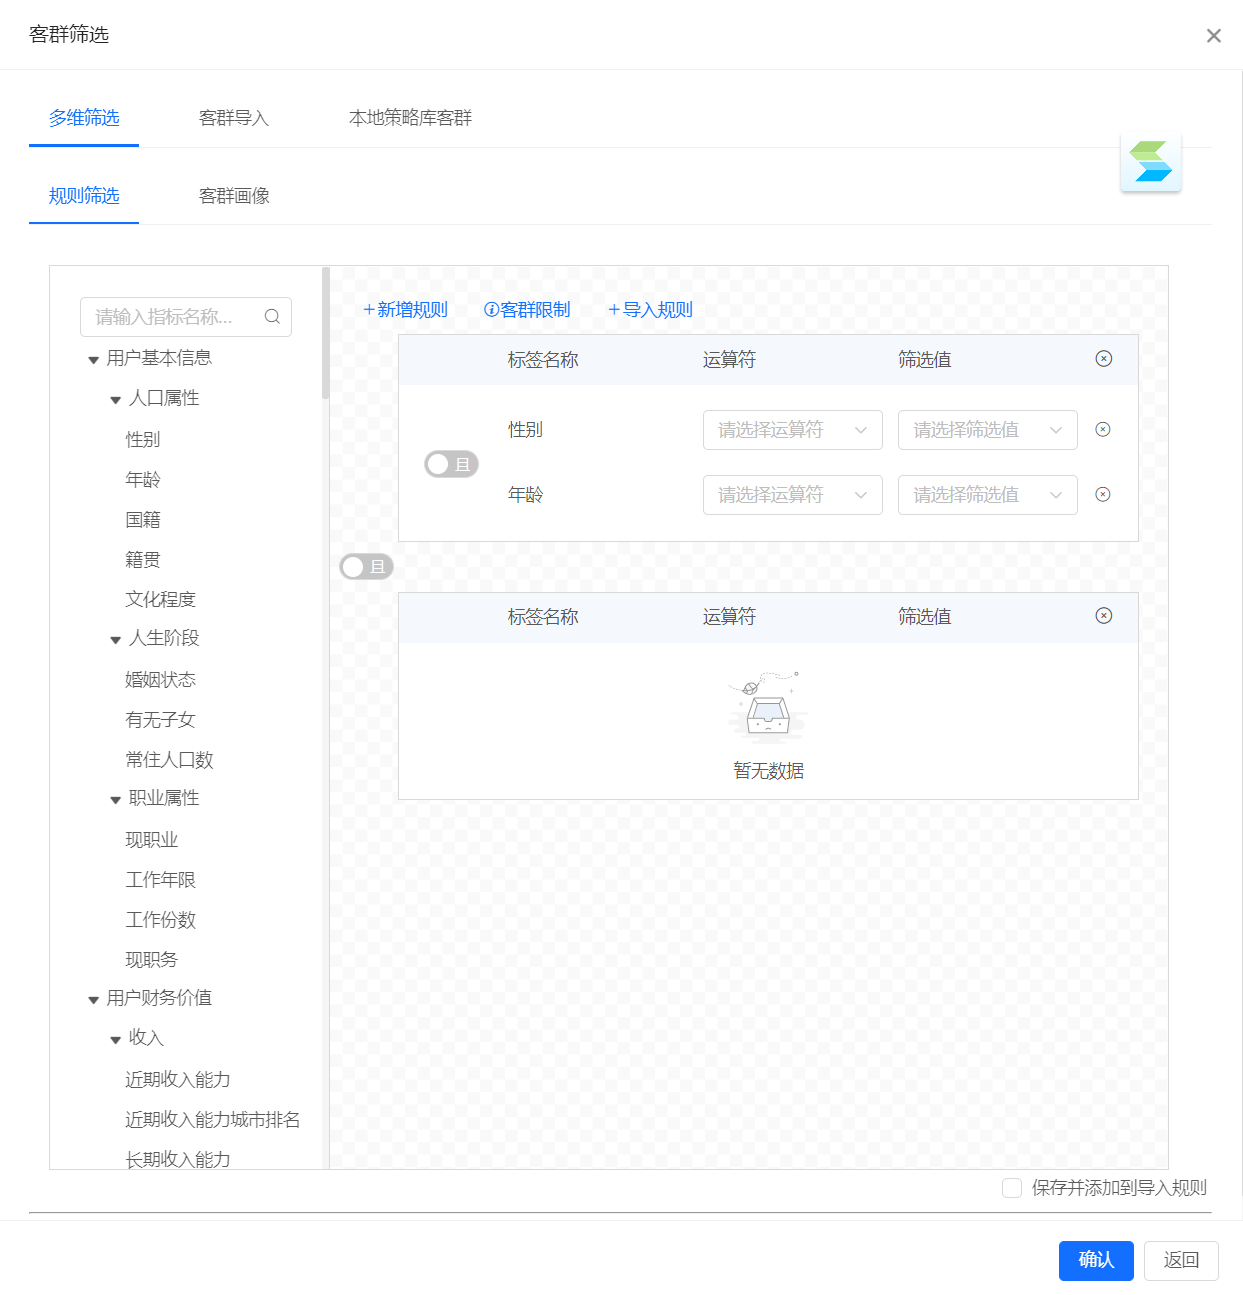 客群筛选
多维筛选 客群导入 本地策略库客群
规则筛选 客群画像
请输入指标名称...
用户基本信息
人口属性
性别
年龄
国籍
籍贯
文化程度
人生阶段
婚姻状态
有无子女
常住人口数
职业属性
现职业
工作年限
工作份数
现职务
用户财务价值
收入
近期收入能力
近期收入能力城市排名
长期收入能力
+新增规则 客群限制 +导入规则
标签名称 运算符 筛选值
性别 请选择运算符 请选择筛选值
且
年龄 请选择运算符 请选择筛选值
且
标签名称 运算符 筛选值
暂无数据
保存并添加到导入规则
确认 返回